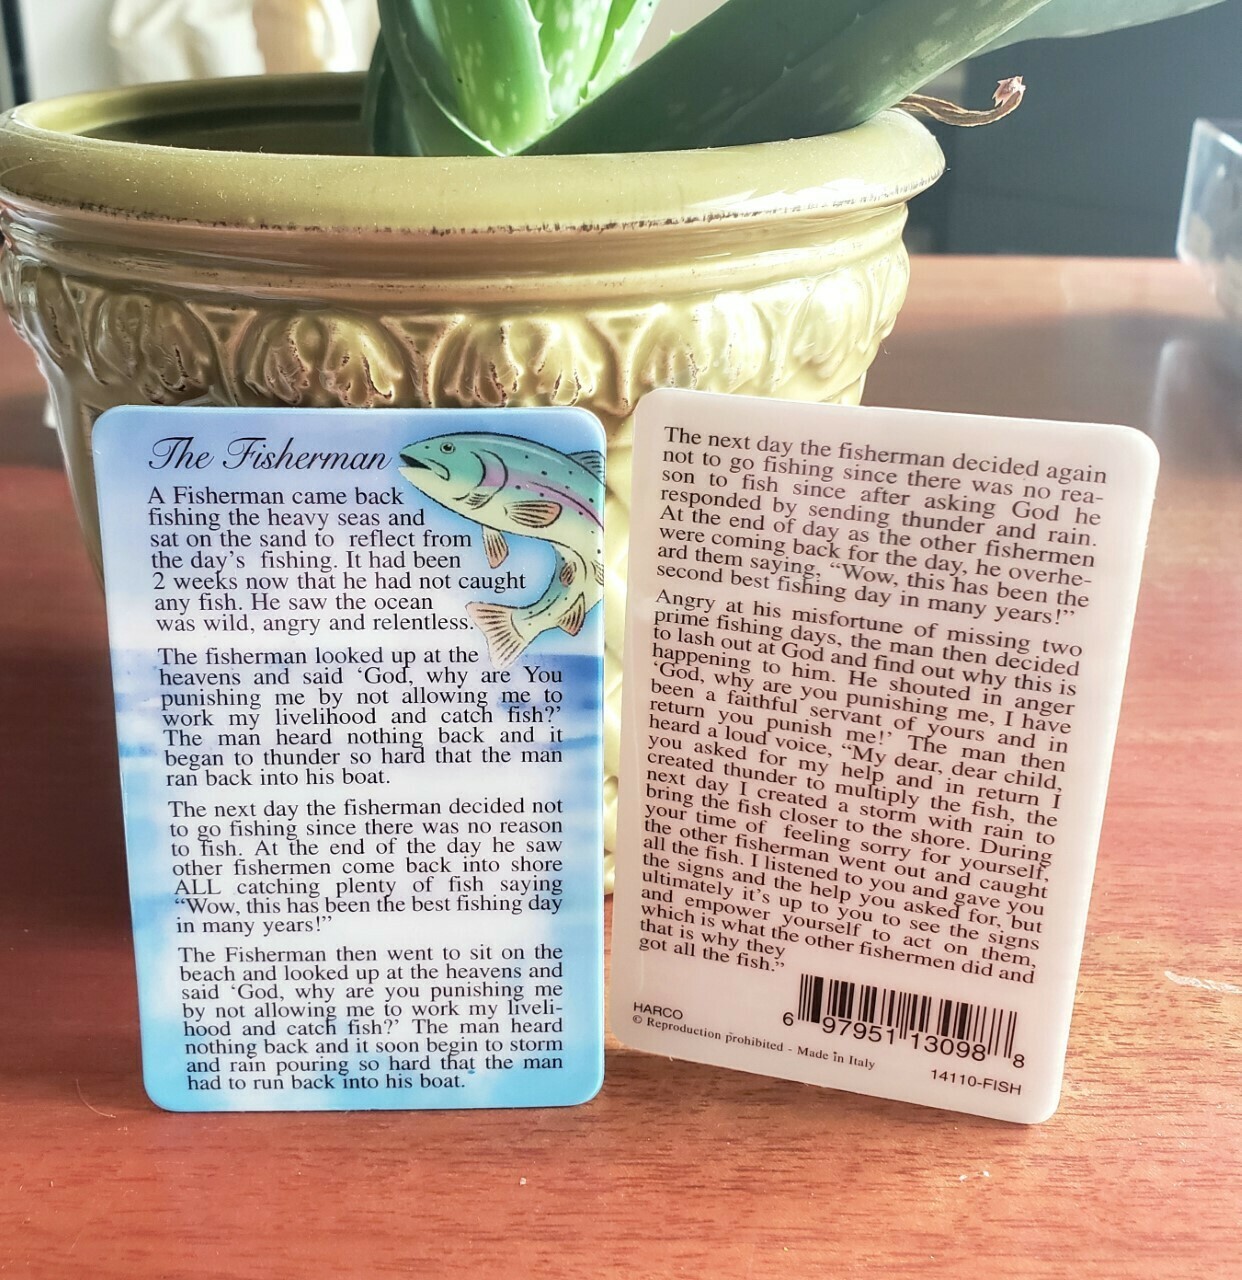 The Fisherman
A Fisherman came back
fishing the heavy seas and
sat on the sand to reflect from
the day's fishing. It had been
2 weeks now that he had not caught
any fish. He saw the ocean
was wild, angry and relentless.
The fisherman looked up at the
heavens and said ‘God, why are You
punishing me by not allowing me to
work my livelihood and catch fish?’
The man heard nothing back and it
began to thunder so hard that the man
ran back into his boat.
The next day the fisherman decided not
to go fishing since there was no reason
to fish. At the end of the day he saw
other fishermen come back into shore
ALL catching plenty of fish saying
“Wow, this has been the best fishing day
in many years!”
The Fisherman then went to sit on the
beach and looked up at the heavens and
said ‘God, why are you punishing me
by not allowing me to work my liveli-
hood and catch fish?’ The man heard
nothing back and it soon begin to storm
and rain pouring so hard that the man
had to run back into his boat.
The next day the fisherman decided again
not to go fishing since there was no rea-
son to fish since after asking God he
responded by sending thunder and rain.
At the end of day as the other fishermen
were coming back for the day, he overhe-
ard them saying, “Wow, this has been the
second best fishing day in many years!”
Angry at his misfortune of missing two
prime fishing days, the man then decided
to lash out at God and find out why this is
happening to him. He shouted in anger
‘God, why are you punishing me, I have
been a faithful servant of yours and in
return you punish me!’ The man then
heard a loud voice, “My dear, dear child,
you asked for my help and in return I
created thunder to multiply the fish, the
next day I created a storm with rain to
bring the fish closer to the shore. During
your time of feeling sorry for yourself,
the other fisherman went out and caught
all the fish. I listened to you and gave you
the signs and the help you asked for, but
ultimately it's up to you to see the signs
and empower yourself to act on them,
which is what the other fishermen did and
that is why they
got all the fish.”
HARCO
© Reproduction prohibited - Made in Italy
6 97951 13098 8
14110-FISH